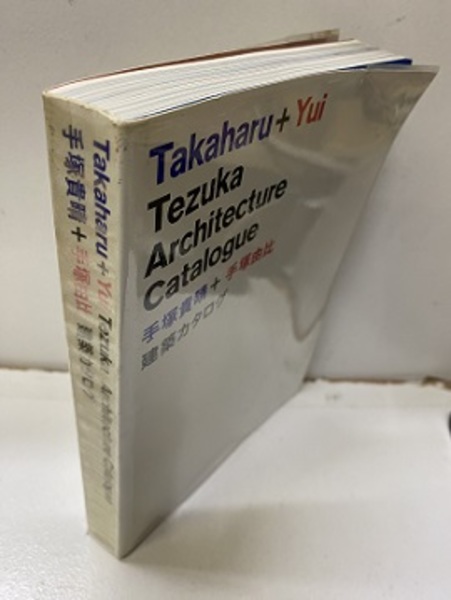 Takaharu + Yui
Tezuka
Architecture
Catalogue
手塚貴晴 + 手塚由比
建築カタログ
Takaharu + Yui Tezuka Architecture Catalogue
手塚貴晴 + 手塚由比 建築カタログ